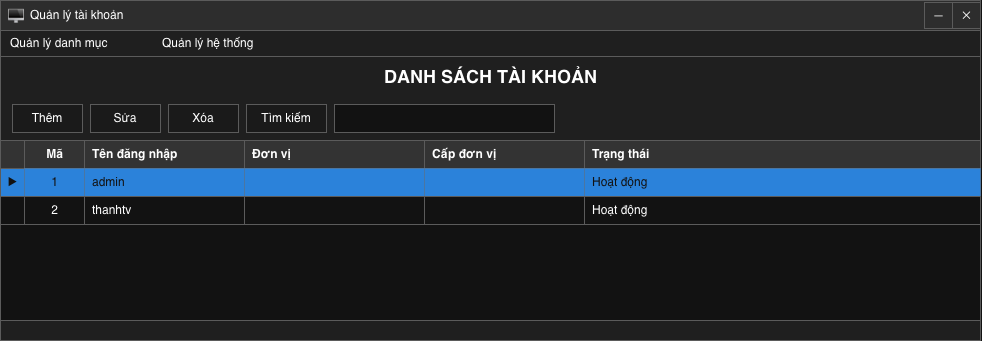 Quản lý tài khoản
Quản lý danh mục Quản lý hệ thống
DANH SÁCH TÀI KHOẢN
Thêm Sửa Xóa Tìm kiếm
Mã Tên đăng nhập Đơn vị Cấp đơn vị Trạng thái
1 admin Hoạt động
2 thanhtv Hoạt động